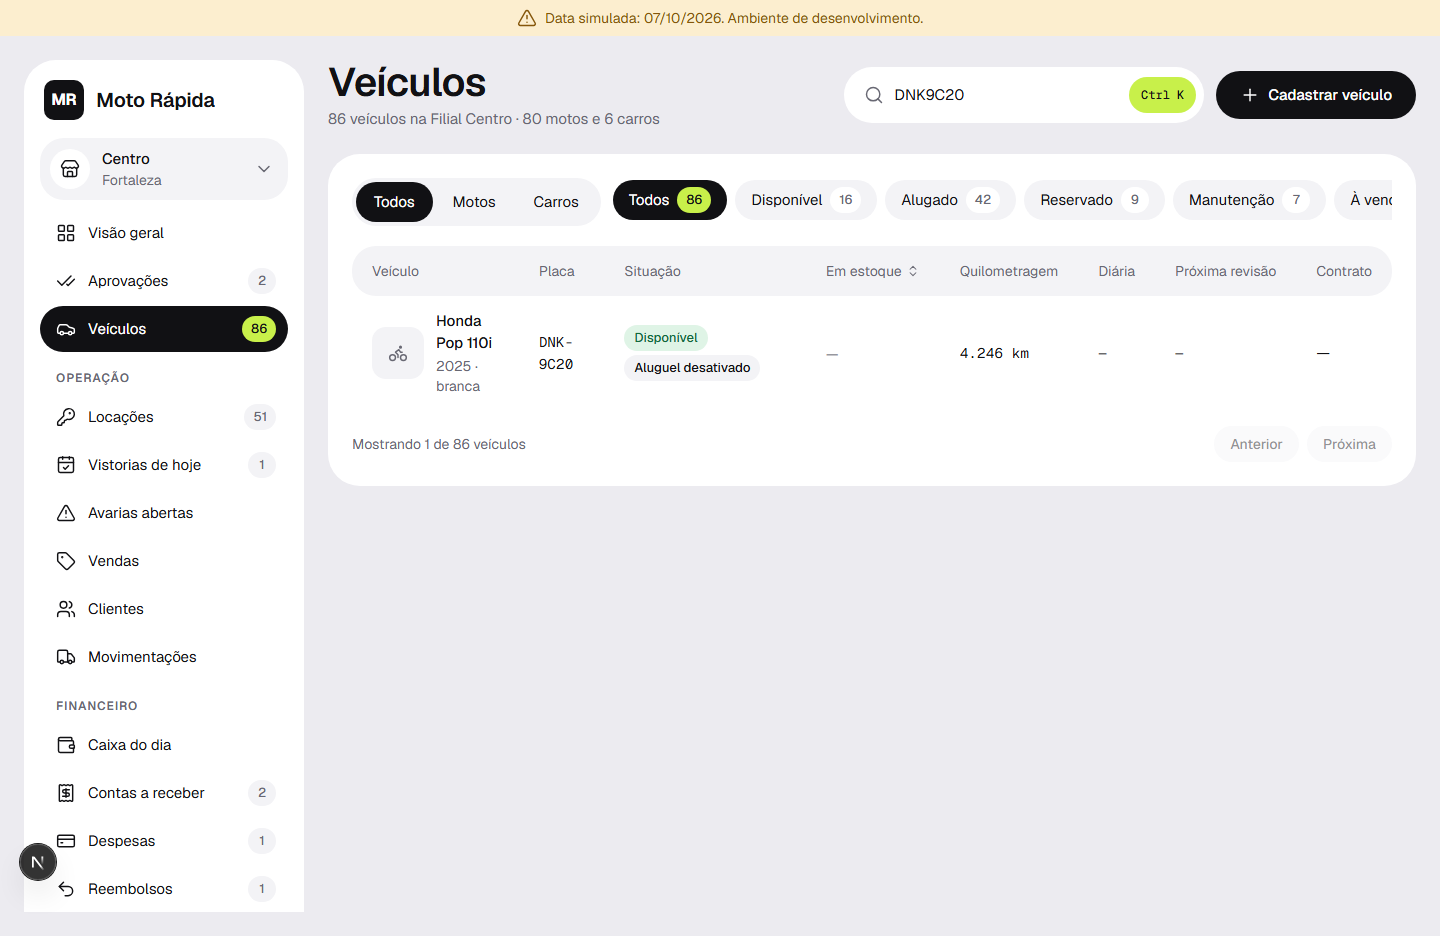 Data simulada: 07/10/2026. Ambiente de desenvolvimento.
MR Moto Rápida
Centro
Fortaleza
Visão geral
Aprovações 2
Veículos 86
OPERAÇÃO
Locações 51
Vistorias de hoje 1
Avarias abertas
Vendas
Clientes
Movimentações
FINANCEIRO
Caixa do dia
Contas a receber 2
Despesas 1
Reembolsos 1
N
Veículos
86 veículos na Filial Centro · 80 motos e 6 carros
DNK9C20 Ctrl K
Cadastrar veículo
Todos Motos Carros
Todos 86 Disponível 16 Alugado 42 Reservado 9 Manutenção 7 À venc
Veículo Placa Situação Em estoque Quilometragem Diária Próxima revisão Contrato
Honda
Pop 110i
2025 ·
branca
DNK-
9C20
Disponível
Aluguel desativado
—
4.246 km
—
—
—
Mostrando 1 de 86 veículos
Anterior Próxima